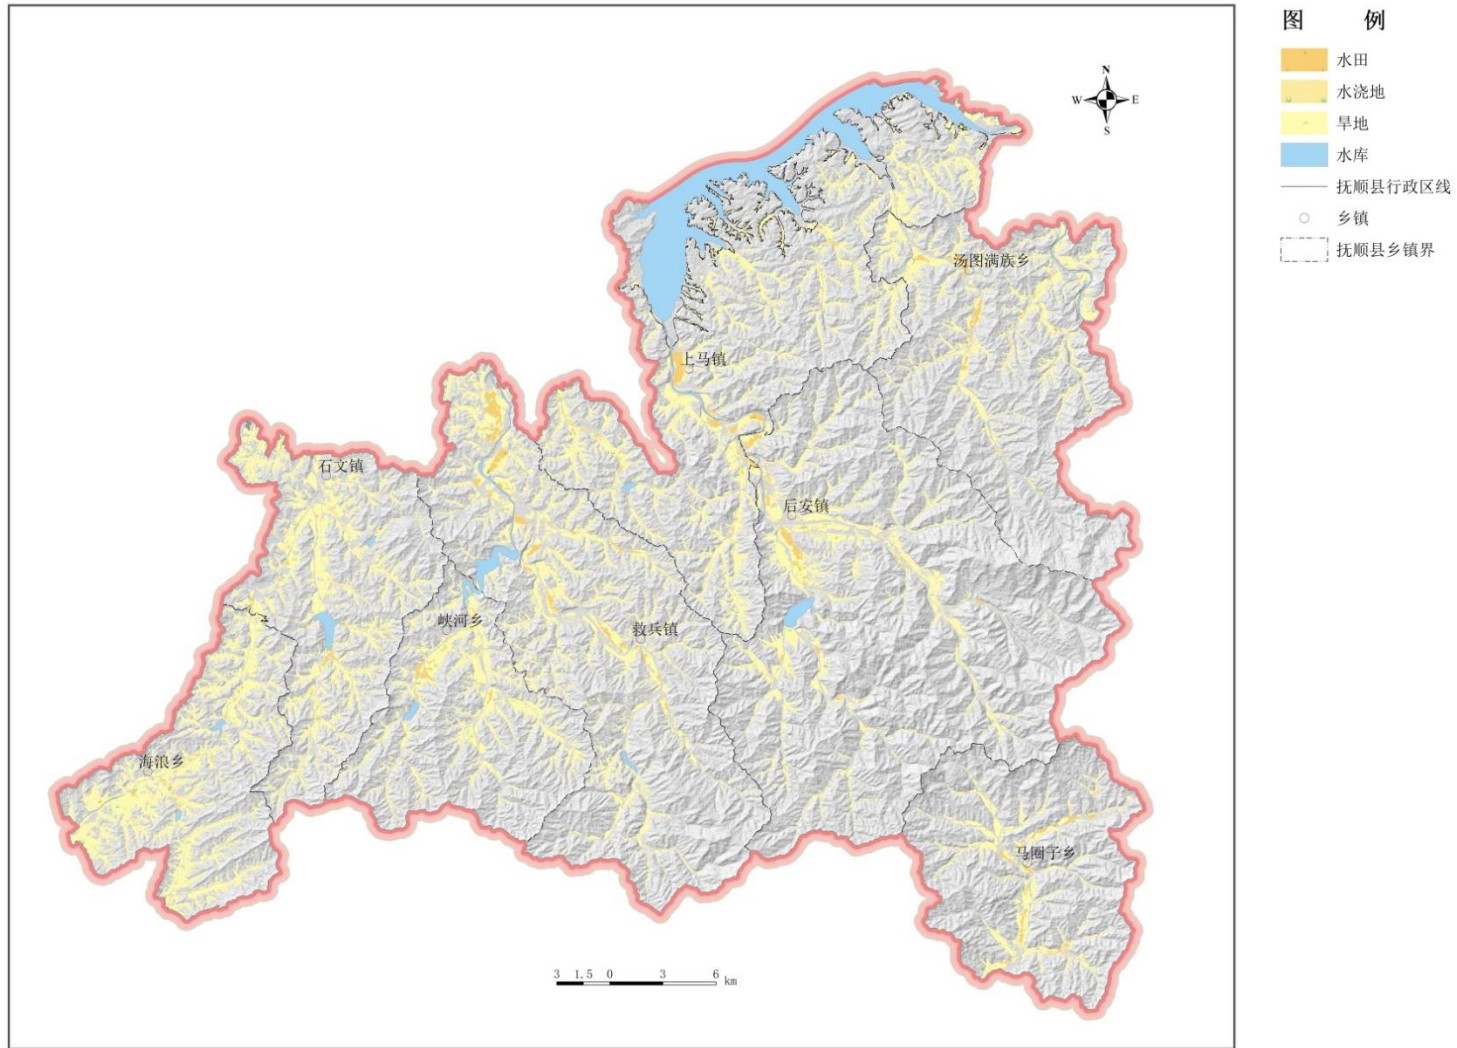 图 例
水田
水浇地
旱地
水库
抚顺县行政区线
乡镇
抚顺县乡镇界
N
W E
S
汤图满族乡
上马镇
石文镇
后安镇
峡河乡
救兵镇
海浪乡
马圈子乡
3 1.5 0 3 6 km